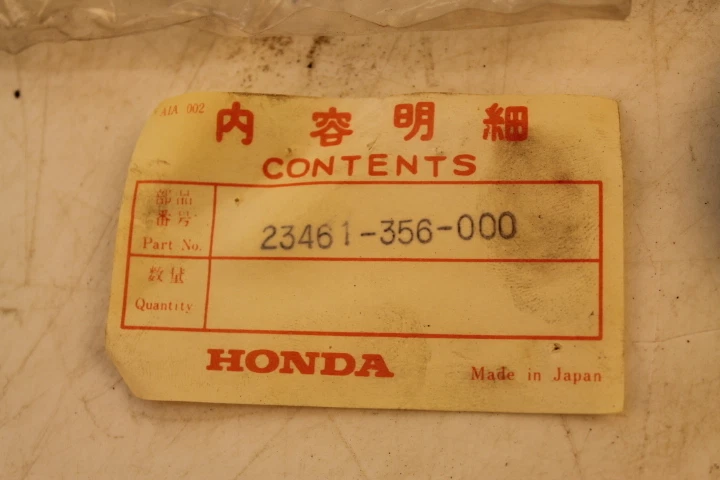 AIA 002
内容明細
CONTENTS
部品
番号
Part No.
23461-356-000
数量
Quantity
HONDA
Made in Japan